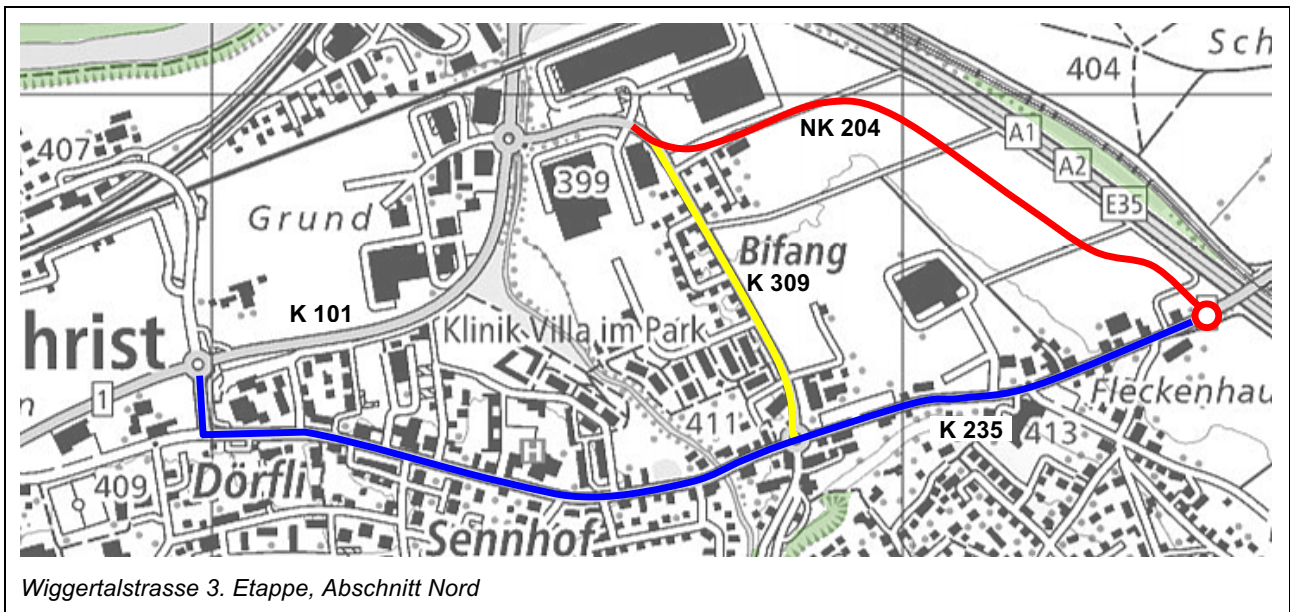 Sch
404
407
NK 204
A1
A2
399
E35
Grund
Bifang
K 309
K 101
hrist
Klinik Villa im Park
1
n
Fleckenhau
411
K 235
413
H
409
Dörfli
Sennhof
Wiggertalstrasse 3. Etappe, Abschnitt Nord